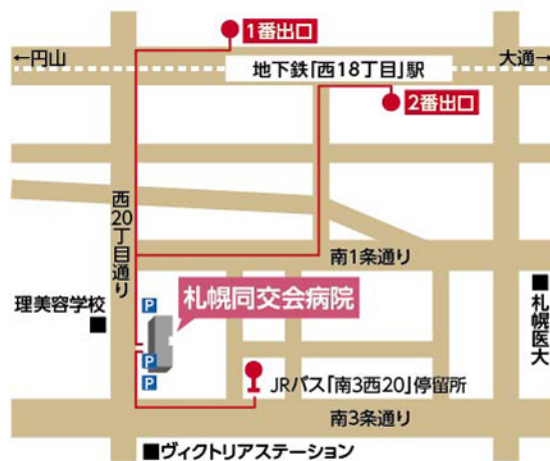 1番出口
←円山
地下鉄「西18丁目」駅
大通→
2番出口
西20丁目通り
南1条通り
理美容学校
P
札幌同交会病院
札幌医大
P
P
JRバス「南3西20」停留所
南3条通り
ヴィクトリアステーション